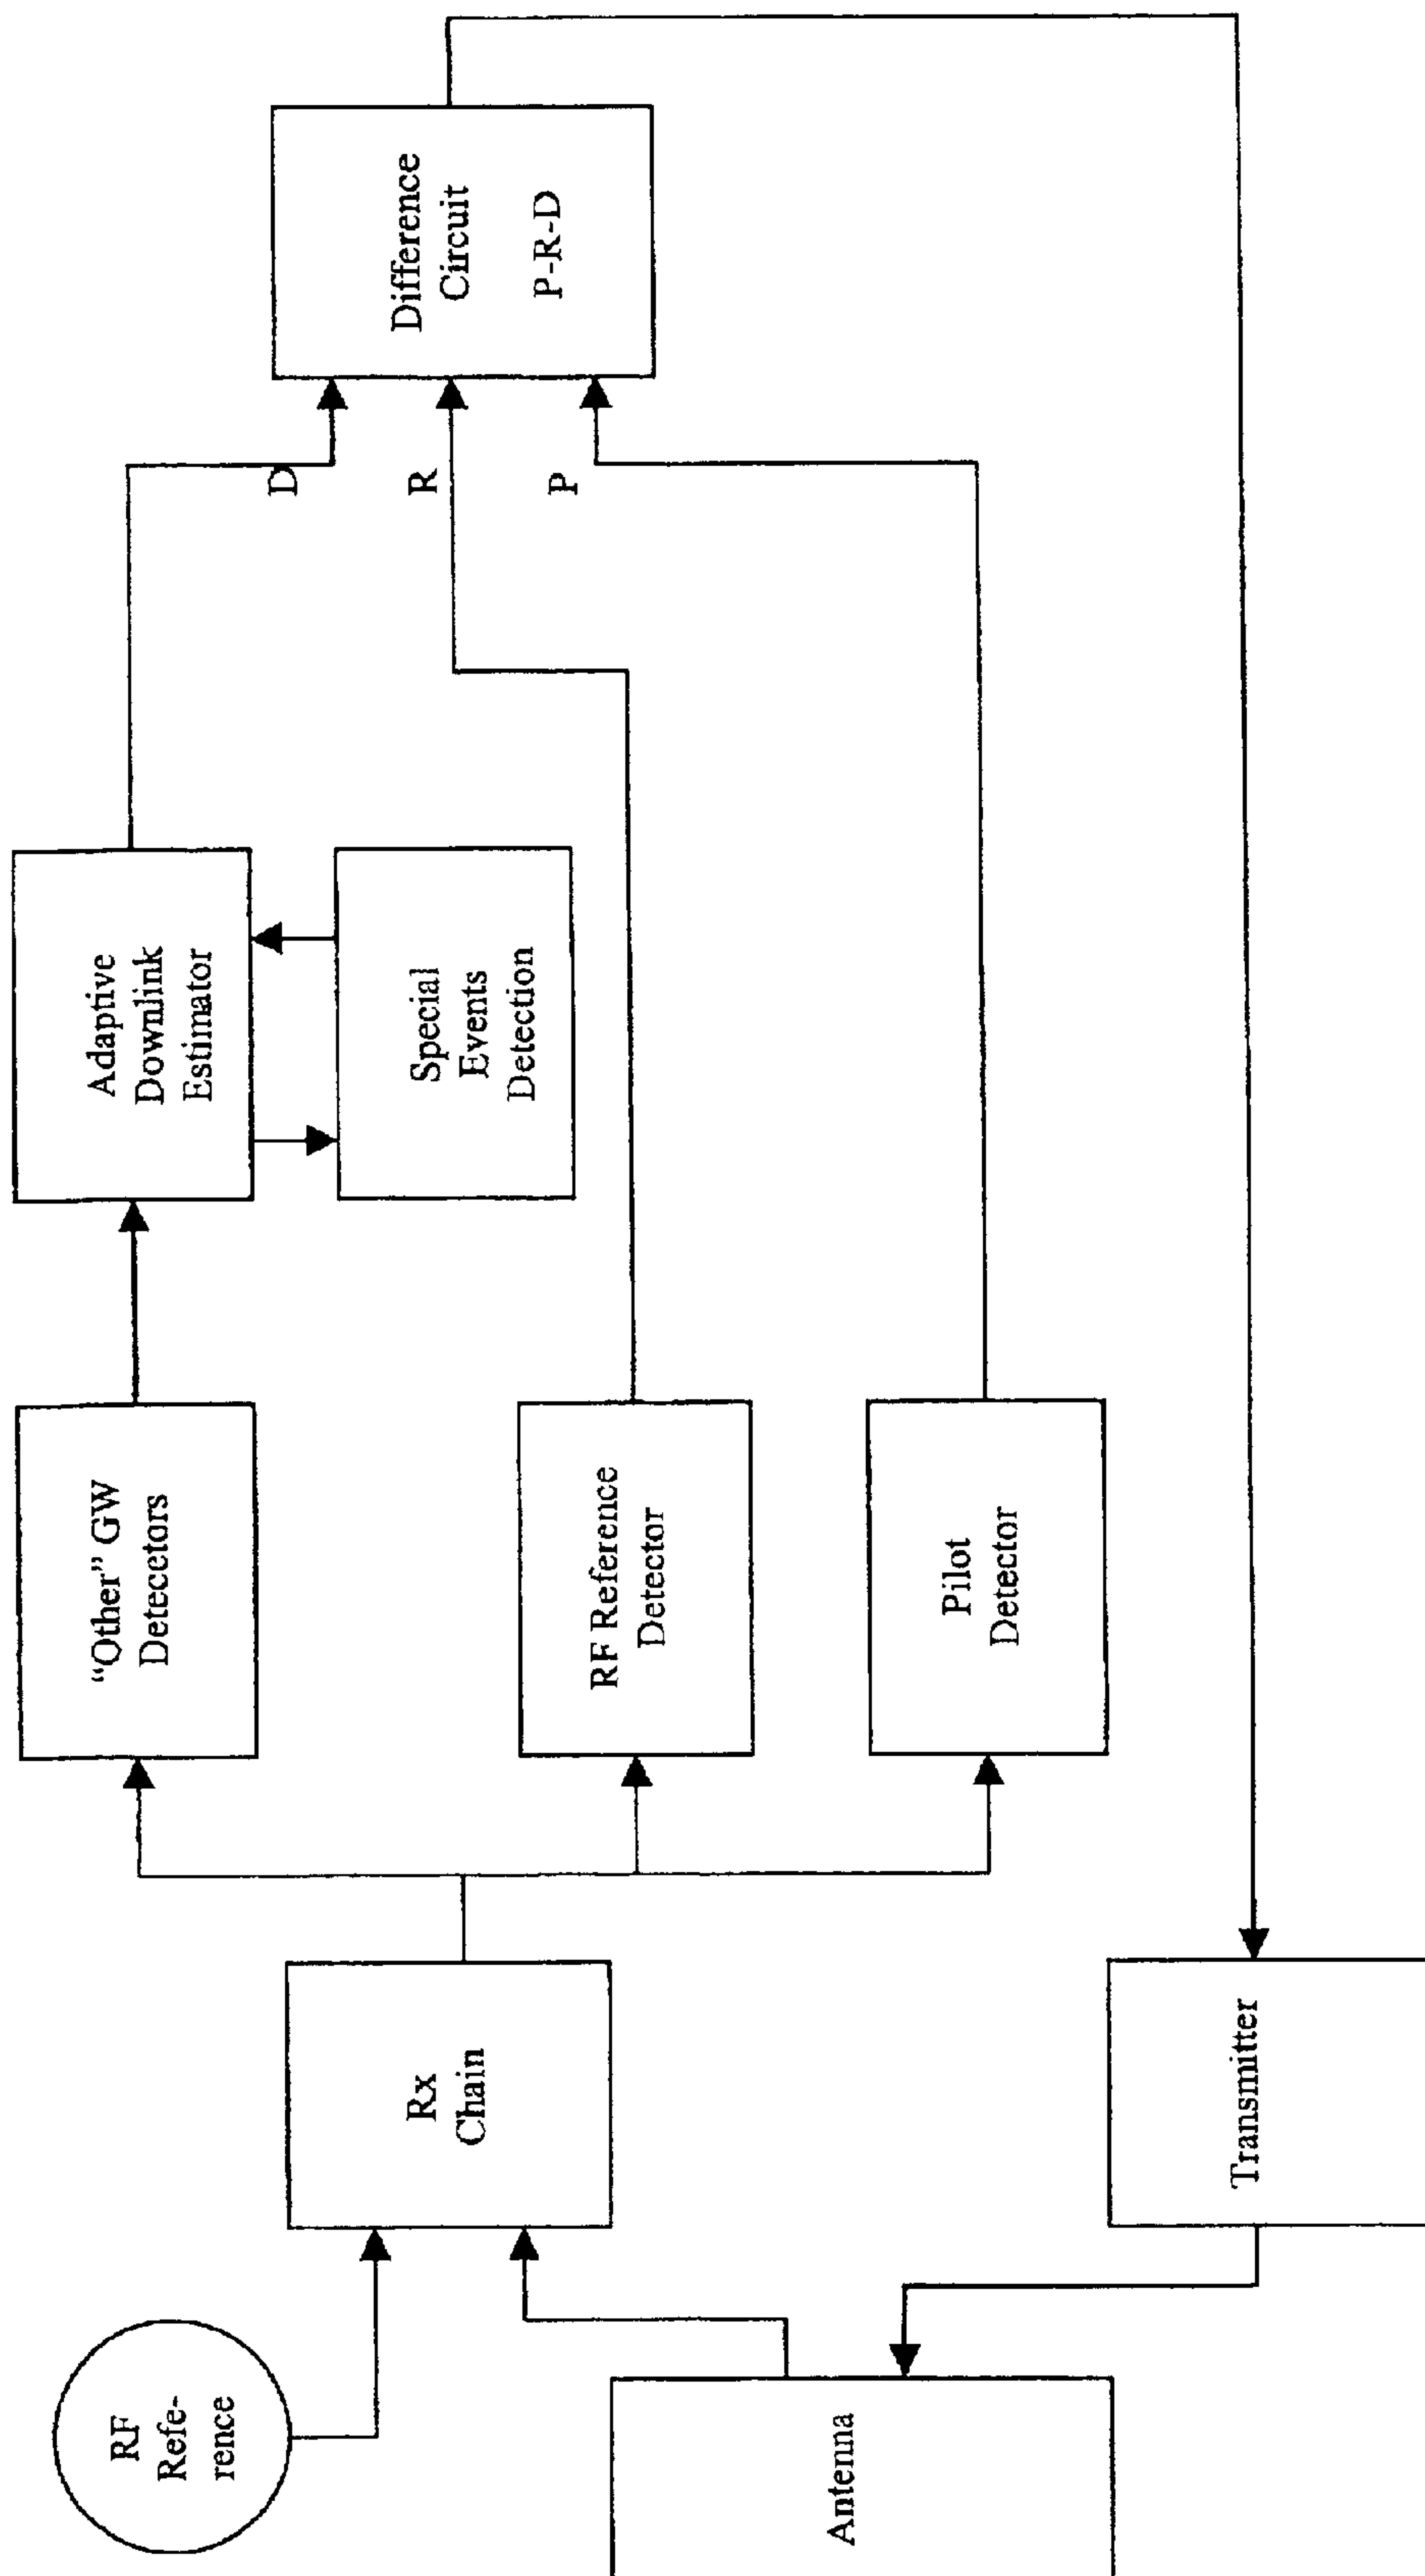 RF
Refe-
rence
Antenna
Rx
Chain
Transmitter
"Other" GW
Detecetors
RF Reference
Detector
Pilot
Detector
Adaptive
Downlink
Estimator
Special
Events
Detection
D
R
P
Difference
Circuit
P-R-D